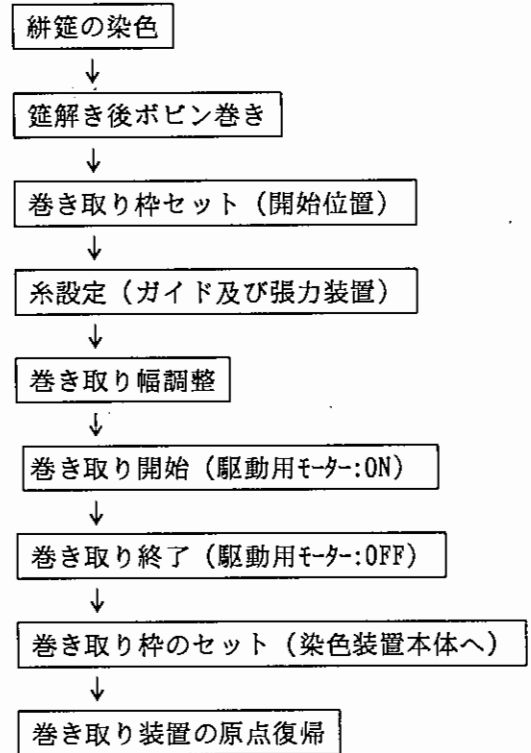 絣筵の染色
↓
筵解き後ボビン巻き
↓
巻き取り枠セット（開始位置）
↓
糸設定（ガイド及び張力装置）
↓
巻き取り幅調整
↓
巻き取り開始（駆動用ﾓｰﾀｰ:ON）
↓
巻き取り終了（駆動用ﾓｰﾀｰ:OFF）
↓
巻き取り枠のセット（染色装置本体へ）
↓
巻き取り装置の原点復帰